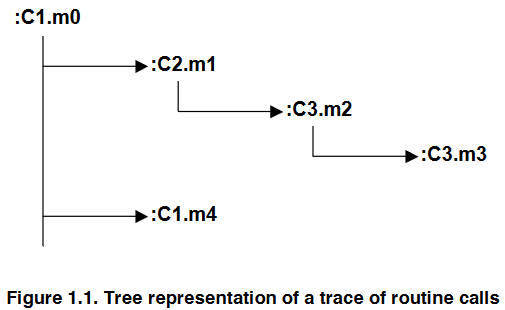 :C1.m0
:C2.m1
:C3.m2
:C3.m3
:C1.m4
Figure 1.1. Tree representation of a trace of routine calls